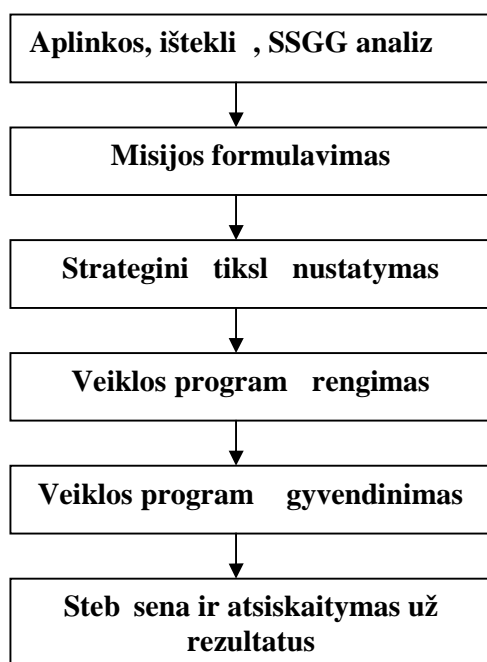 Aplinkos, ištekli , SSGG analiz
Misijos formulavimas
Strategini tiksl nustatymas
Veiklos program rengimas
Veiklos program gyvendinimas
Steb sena ir atsiskaitymas už
rezultatus